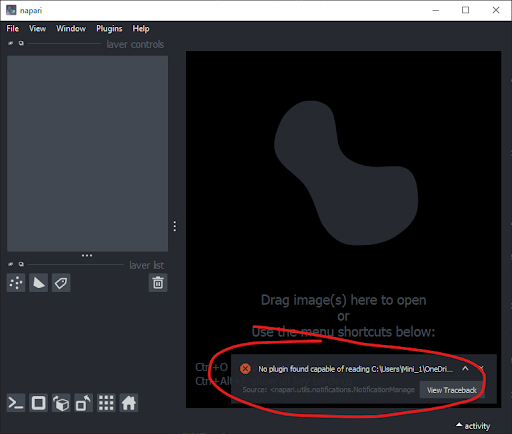 napari
File View Window Plugins Help
layer controls
layer list
Drag image(s) here to open
or
Use the menu shortcuts below:
Ctrl+O
Ctrl+Alt
No plugin found capable of reading C:\Users\Mini_1\OneDri...
Source: <napari.utils.notifications.NotificationManage
View Traceback
activity